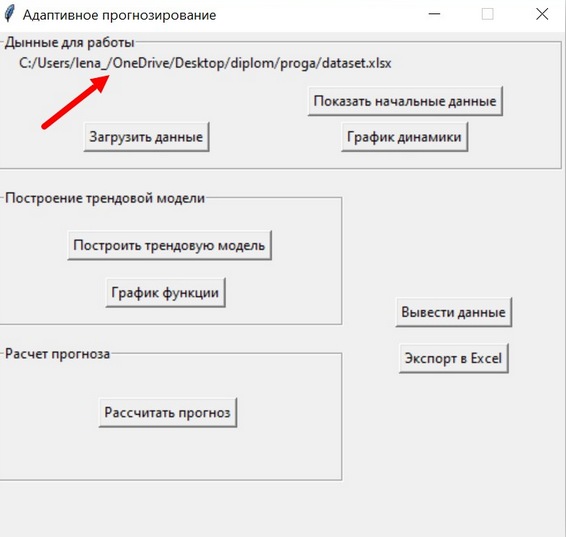 Адаптивное прогнозирование
Дынные для работы
C:/Users/lena_/OneDrive/Desktop/diplom/proga/dataset.xlsx
Показать начальные данные
Загрузить данные
График динамики
Построение трендовой модели
Построить трендовую модель
График функции
Вывести данные
Расчет прогноза
Экспорт в Excel
Рассчитать прогноз